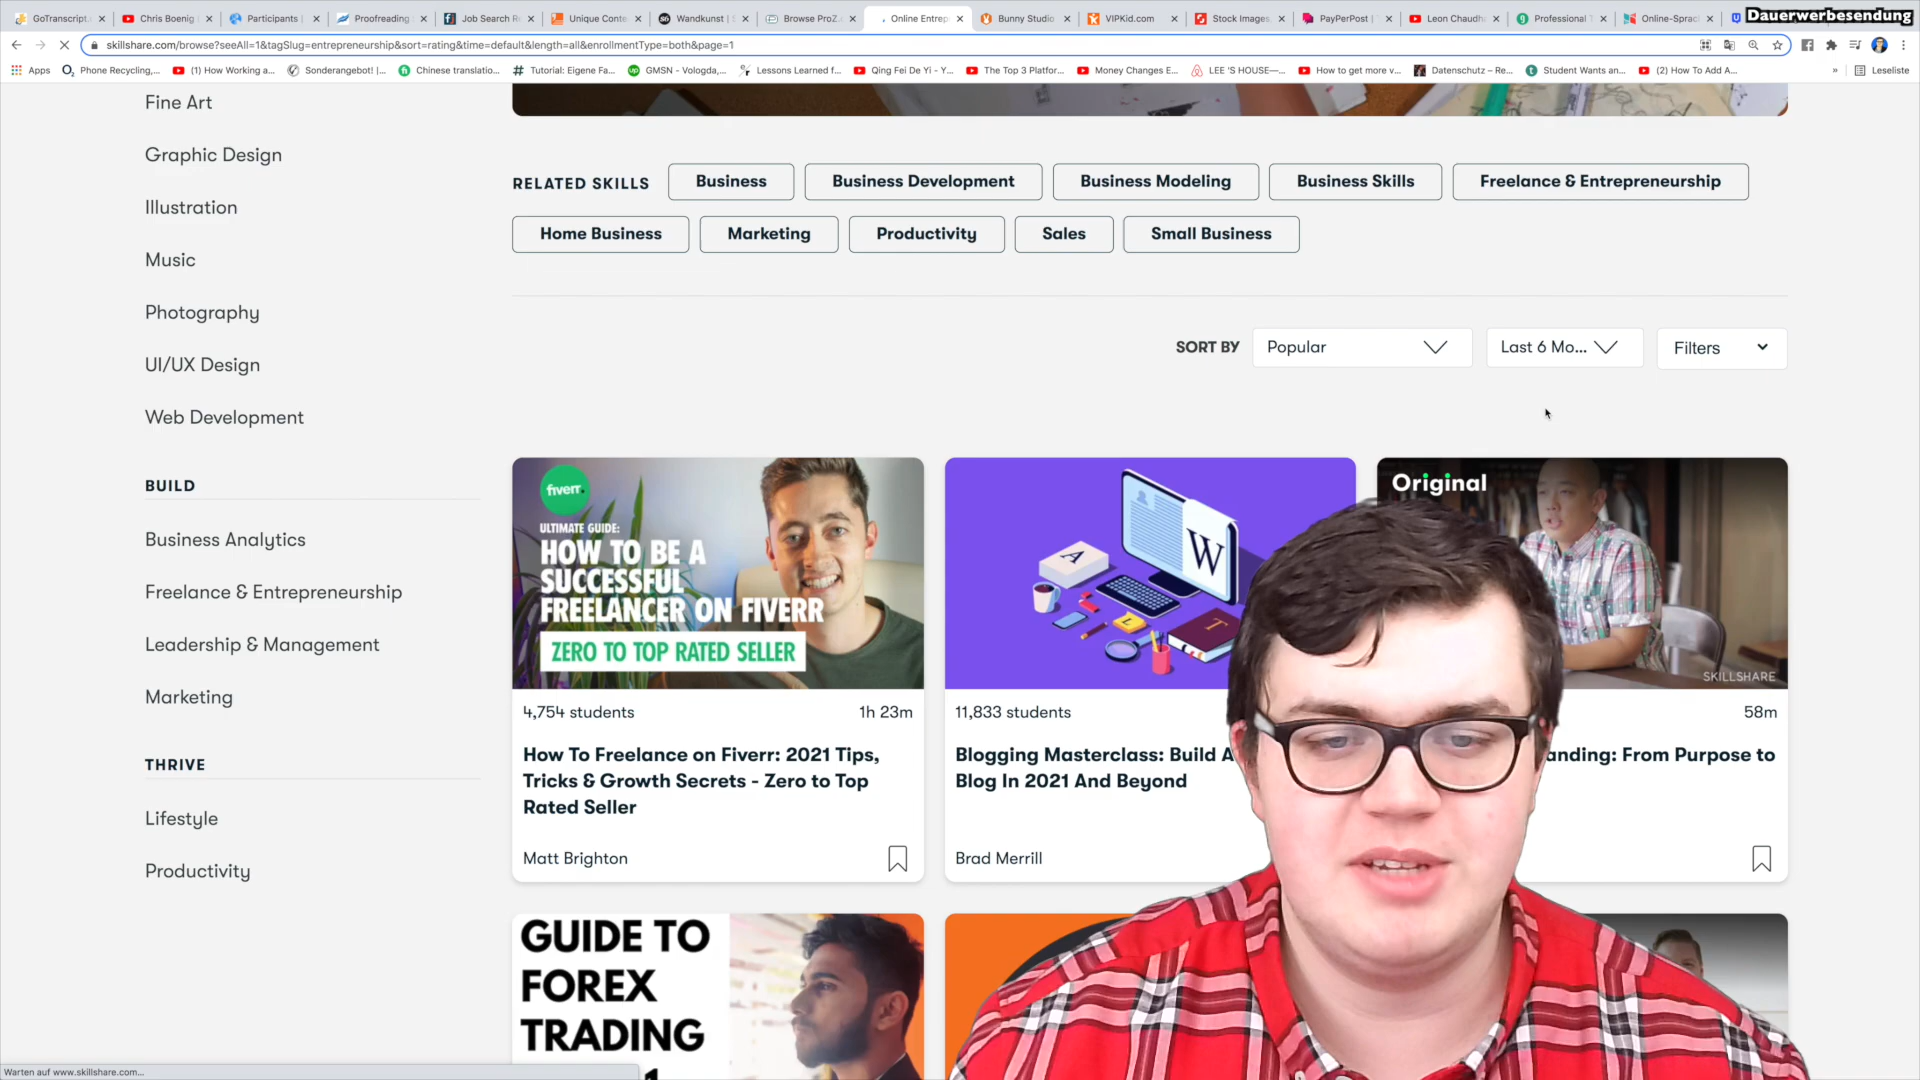 GoTranscript.
Chris Boenig
Participants
Proofreading
Job Search R
Unique Conte
Wandkunst | S
Browse ProZ.
Online Entrep
Bunny Studio
VIPKid.com
Stock Images,
PayPerPost |
Leon Chaudh
Professional T
Online-Sprac
Dauerwerbesendung
skillshare.com/browse?seeAll=1&tagSlug=entrepreneurship&sort=rating&time=default&length=all&enrollmentType=both&page=1
Apps
Phone Recycling,...
(1) How Working a...
Sonderangebot! |...
Chinese translatio...
Tutorial: Eigene Fa...
GMSN - Vologda,...
Lessons Learned f...
Qing Fei De Yi - Y...
The Top 3 Platfor...
Money Changes E...
LEE 'S HOUSE—...
How to get more v...
Datenschutz – Re...
Student Wants an...
(2) How To Add A...
»
Leseliste
Fine Art
Graphic Design
Illustration
Music
Photography
UI/UX Design
Web Development
BUILD
Business Analytics
Freelance & Entrepreneurship
Leadership & Management
Marketing
THRIVE
Lifestyle
Productivity
RELATED SKILLS
Business
Business Development
Business Modeling
Business Skills
Freelance & Entrepreneurship
Home Business
Marketing
Productivity
Sales
Small Business
SORT BY
Popular
Last 6 Mo...
Filters
fiverr.
ULTIMATE GUIDE:
HOW TO BE A
SUCCESSFUL
FREELANCER ON FIVERR
ZERO TO TOP RATED SELLER
4,754 students
1h 23m
How To Freelance on Fiverr: 2021 Tips,
Tricks & Growth Secrets - Zero to Top
Rated Seller
Matt Brighton
A
W
T
11,833 students
Blogging Masterclass: Build A
Blog In 2021 And Beyond
Brad Merrill
Original
SKILLSHARE
58m
anding: From Purpose to
GUIDE TO
FOREX
TRADING
Warten auf www.skillshare.com...